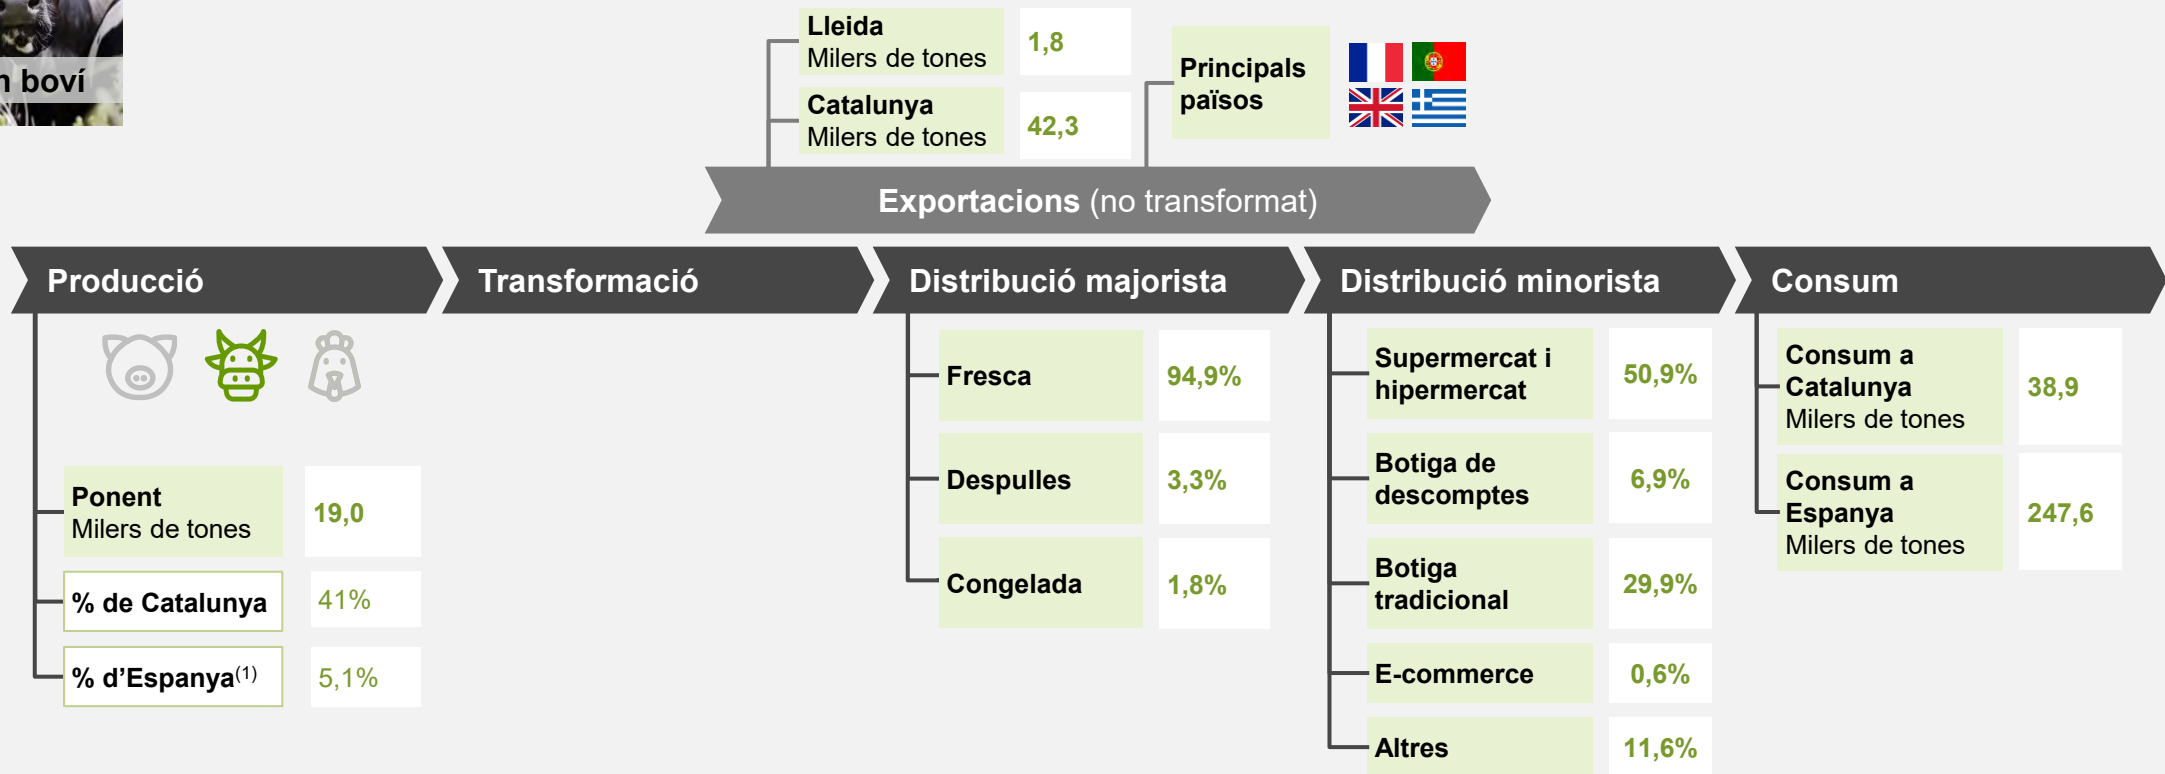 boví
Lleida
Milers de tones
1,8
Catalunya
Milers de tones
42,3
Principals
països
Exportacions (no transformat)
Producció
Transformació
Distribució majorista
Distribució minorista
Consum
Ponent
Milers de tones
19,0
% de Catalunya
41%
% d’Espanya(1)
5,1%
Fresca
94,9%
Despulles
3,3%
Congelada
1,8%
Supermercat i
hipermercat
50,9%
Botiga de
descomptes
6,9%
Botiga
tradicional
29,9%
E-commerce
0,6%
Altres
11,6%
Consum a
Catalunya
Milers de tones
38,9
Consum a
Espanya
Milers de tones
247,6